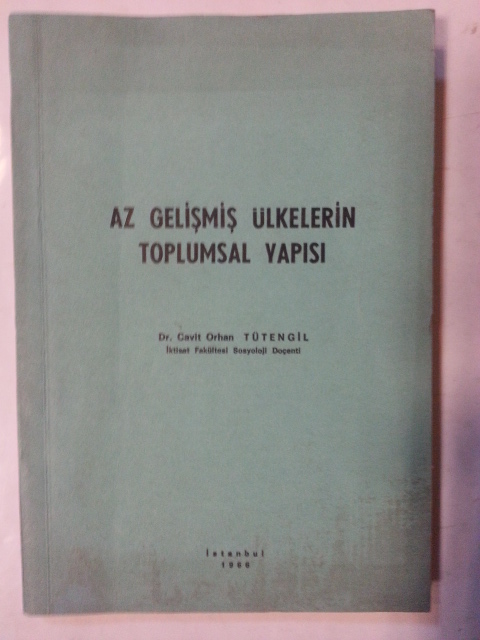 AZ GELİŞMİŞ ÜLKELERİN
TOPLUMSAL YAPISI
Dr. Cavit Orhan TÜTENGİL
İktisat Fakültesi Sosyoloji Doçenti
İstanbul
1966